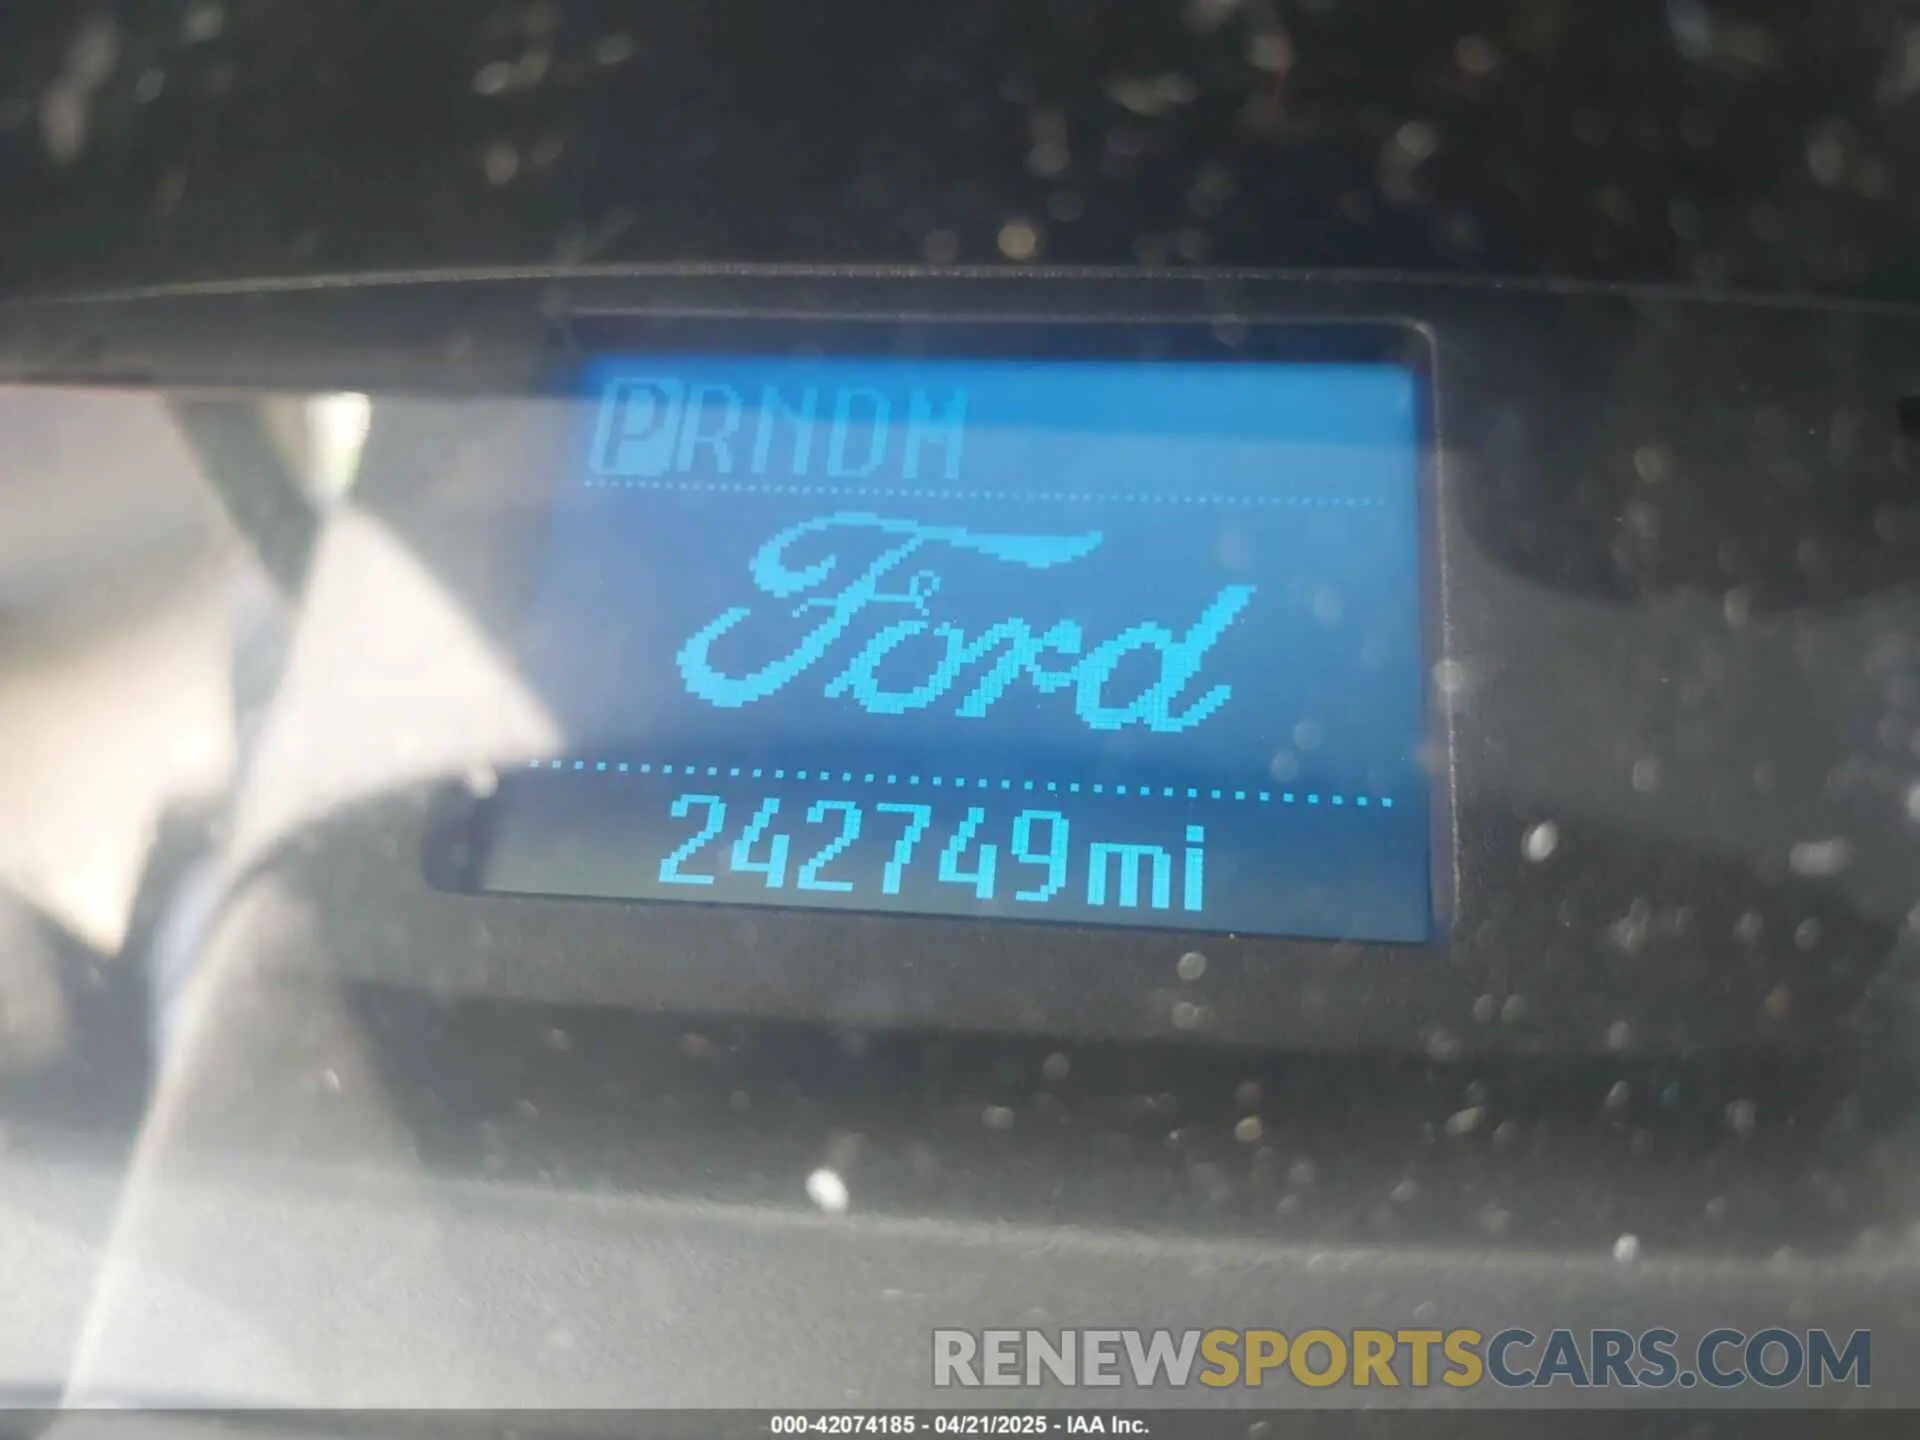 PRNDM
Ford
242749mi
RENEWSPORTSCARS.COM
000-42074185 - 04/21/2025 - IAA Inc.